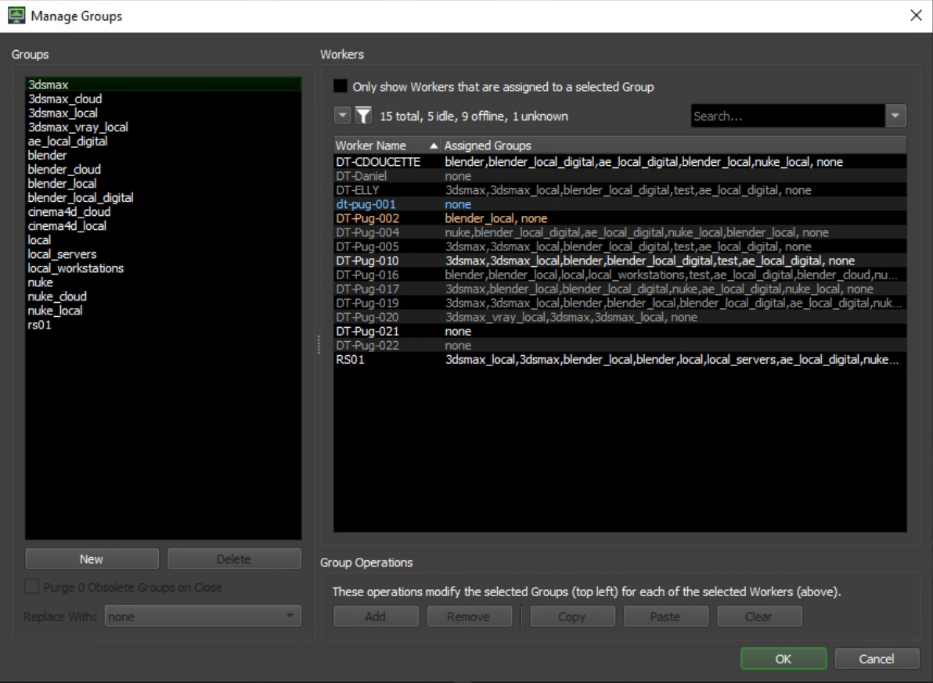 Manage Groups
Groups
3dsmax
3dsmax_cloud
3dsmax_local
3dsmax_vray_local
ae_local_digital
blender
blender_cloud
blender_local
blender_local_digital
cinema4d_cloud
cinema4d_local
local
local_servers
local_workstations
nuke
nuke_cloud
nuke_local
rs01
New Delete
Purge 0 Obsolete Groups on Close
Replace With: none
Workers
Only show Workers that are assigned to a selected Group
15 total, 5 idle, 9 offline, 1 unknown Search...
Worker Name Assigned Groups
DT-CDOUCETTE blender,blender_local_digital,ae_local_digital,blender_local,nuke_local, none
DT-Daniel none
DT-ELLY 3dsmax,3dsmax_local,blender_local_digital,test,ae_local_digital, none
dt-pug-001 none
DT-Pug-002 blender_local, none
DT-Pug-004 nuke,blender_local_digital,ae_local_digital,nuke_local,blender_local, none
DT-Pug-005 3dsmax,3dsmax_local,blender_local_digital,test,ae_local_digital, none
DT-Pug-010 3dsmax,3dsmax_local,blender,blender_local_digital,test,ae_local_digital, none
DT-Pug-016 blender,blender_local,local,local_workstations,test,ae_local_digital,blender_cloud,nu...
DT-Pug-017 3dsmax,blender_local,blender_local_digital,nuke,ae_local_digital,nuke_local, none
DT-Pug-019 3dsmax,3dsmax_local,blender,blender_local,blender_local_digital,ae_local_digital,nuk...
DT-Pug-020 3dsmax_vray_local,3dsmax,3dsmax_local, none
DT-Pug-021 none
DT-Pug-022 none
RS01 3dsmax_local,3dsmax,blender_local,blender,local,local_servers,ae_local_digital,nuke...
Group Operations
These operations modify the selected Groups (top left) for each of the selected Workers (above).
Add Remove Copy Paste Clear
OK Cancel